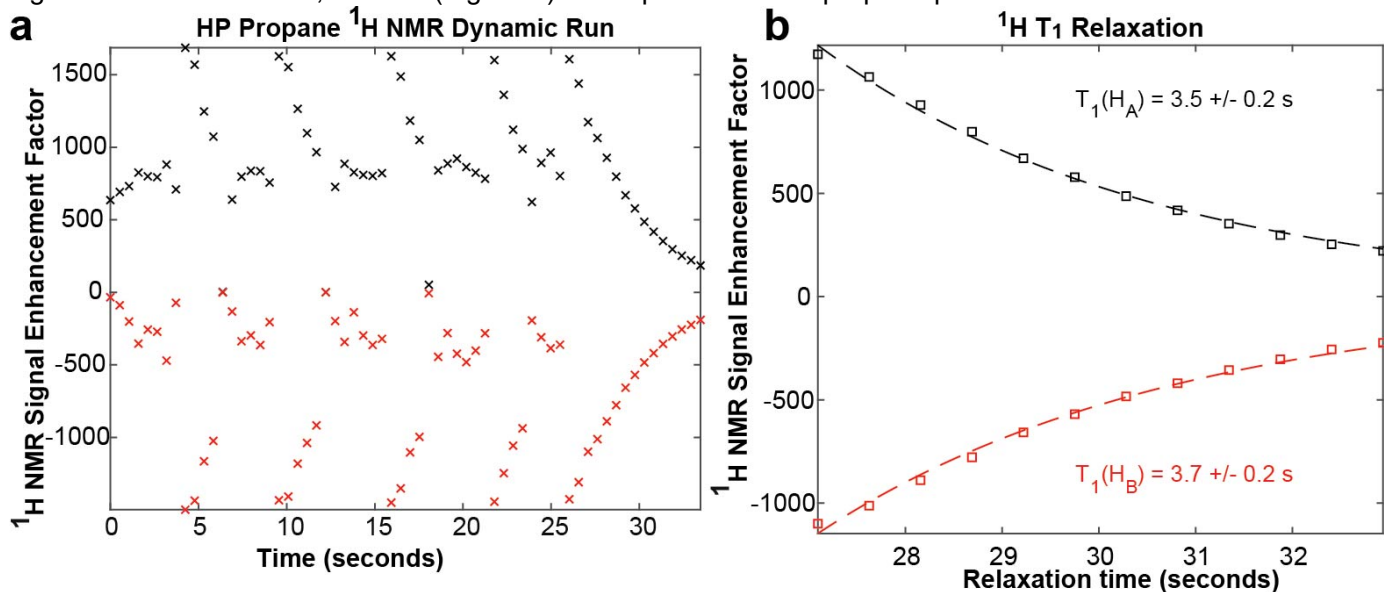 a
HP Propane ¹H NMR Dynamic Run
¹H NMR Signal Enhancement Factor
1500
1000
500
0
-500
-1000
0 5 10 15 20 25 30
Time (seconds)
b
¹H T₁ Relaxation
¹H NMR Signal Enhancement Factor
1000
500
0
-500
-1000
T₁(H_A) = 3.5 +/- 0.2 s
T₁(H_B) = 3.7 +/- 0.2 s
28 29 30 31 32
Relaxation time (seconds)